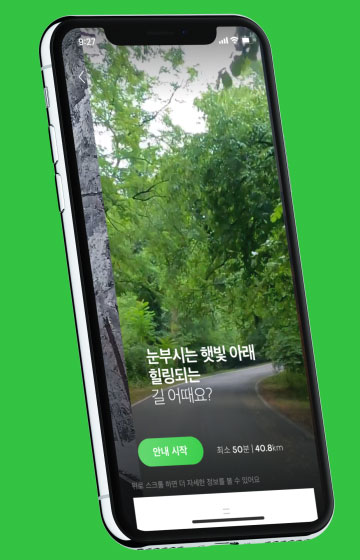 9:27
눈부시는 햇빛 아래
힐링되는
길 어때요?
안내 시작
최소 50분 | 40.8km
위로 스크롤 하면 더 자세한 정보를 볼 수 있어요